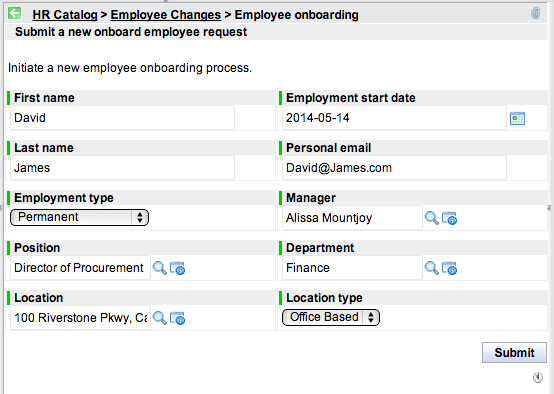 HR Catalog > Employee Changes > Employee onboarding
Submit a new onboard employee request
Initiate a new employee onboarding process.
First name
Employment start date
David
2014-05-14
Last name
Personal email
James
David@James.com
Employment type
Manager
Permanent
Alissa Mountjoy
Position
Department
Director of Procurement
Finance
Location
Location type
100 Riverstone Pkwy, Ca
Office Based
Submit